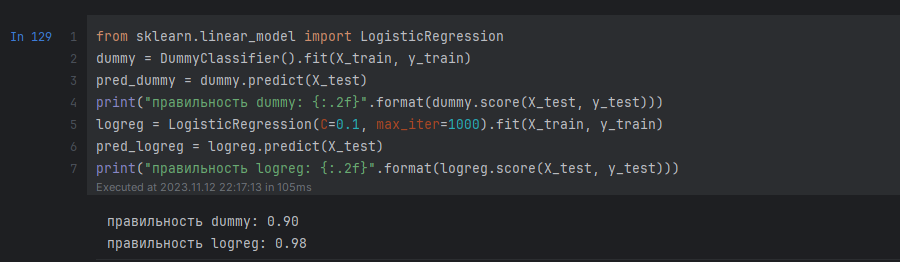 In 129
1 from sklearn.linear_model import LogisticRegression
2 dummy = DummyClassifier().fit(X_train, y_train)
3 pred_dummy = dummy.predict(X_test)
4 print("правильность dummy: {:.2f}".format(dummy.score(X_test, y_test)))
5 logreg = LogisticRegression(C=0.1, max_iter=1000).fit(X_train, y_train)
6 pred_logreg = logreg.predict(X_test)
7 print("правильность logreg: {:.2f}".format(logreg.score(X_test, y_test)))
Executed at 2023.11.12 22:17:13 in 105ms
правильность dummy: 0.90
правильность logreg: 0.98